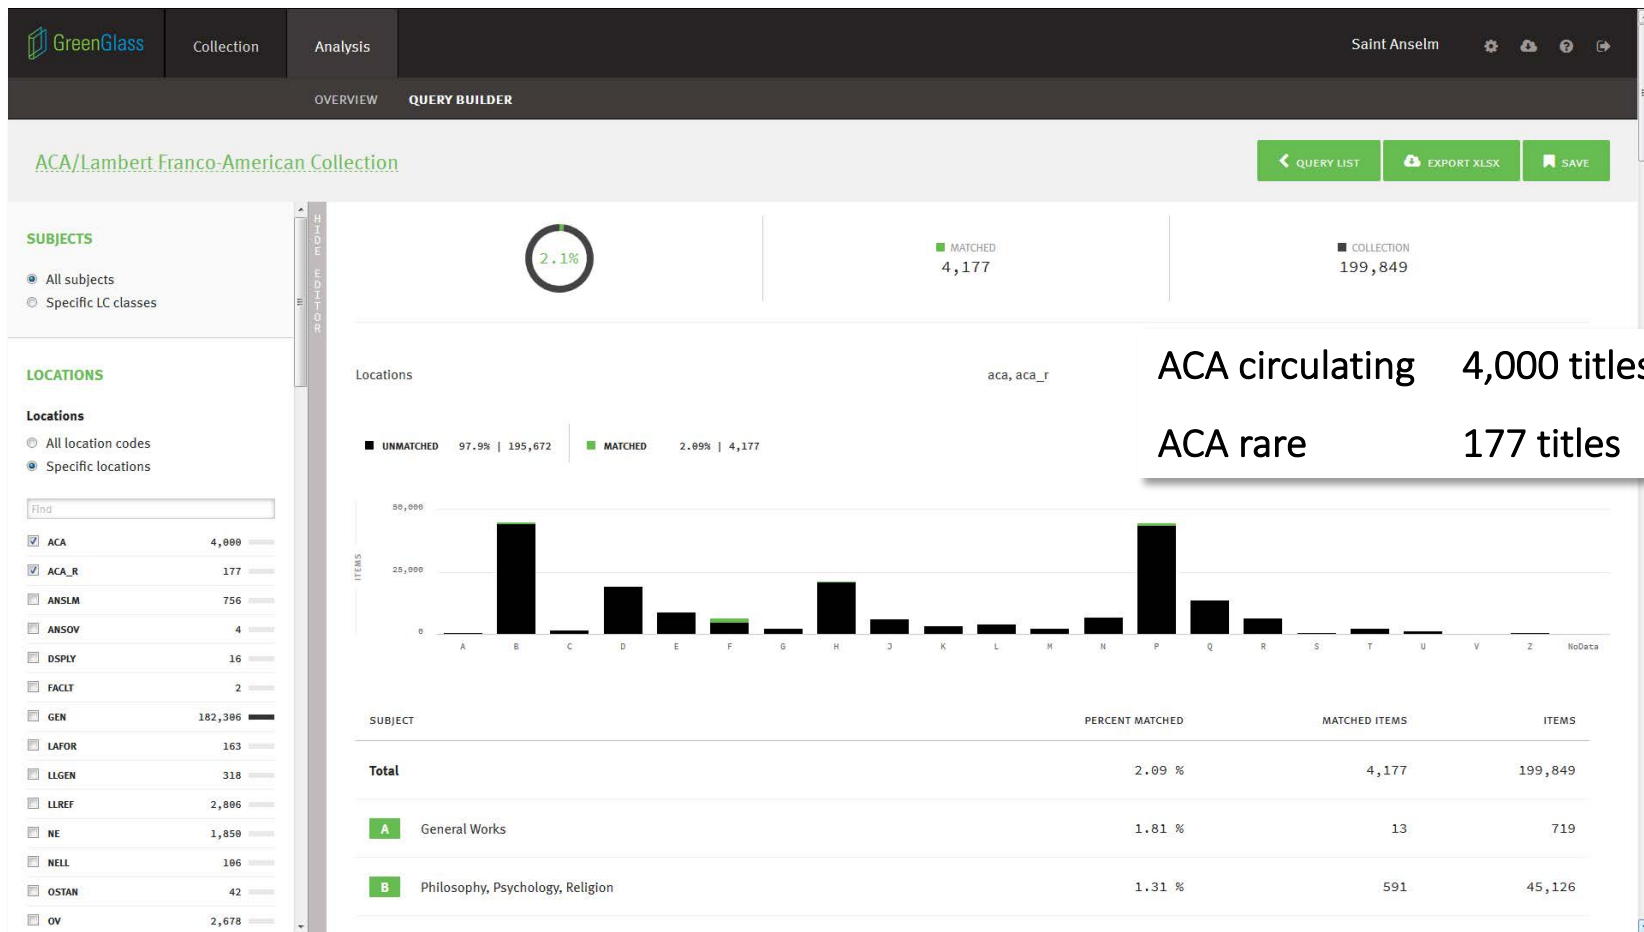 GreenGlass
Collection
Analysis
Saint Anselm
OVERVIEW
QUERY BUILDER
ACA/Lambert Franco-American Collection
QUERY LIST
EXPORT XLSX
SAVE
SUBJECTS
All subjects
Specific LC classes
LOCATIONS
Locations
All location codes
Specific locations
Find
ACA 4,000
ACA_R 177
ANSLM 756
ANSOV 4
DSPLY 16
FACLT 2
GEN 182,306
LAFOR 163
LLGEN 318
LLREF 2,806
NE 1,850
NELL 106
OSTAN 42
OV 2,678
HIDE EDITOR
2.1%
MATCHED
4,177
COLLECTION
199,849
Locations
aca, aca_r
ACA circulating 4,000 titles
ACA rare 177 titles
UNMATCHED 97.9% | 195,672
MATCHED 2.09% | 4,177
50,000
25,000
0
ITEMS
A B C D E F G H J K L M N P Q R S T U V Z NoData
SUBJECT PERCENT MATCHED MATCHED ITEMS ITEMS
Total 2.09 % 4,177 199,849
A General Works 1.81 % 13 719
B Philosophy, Psychology, Religion 1.31 % 591 45,126